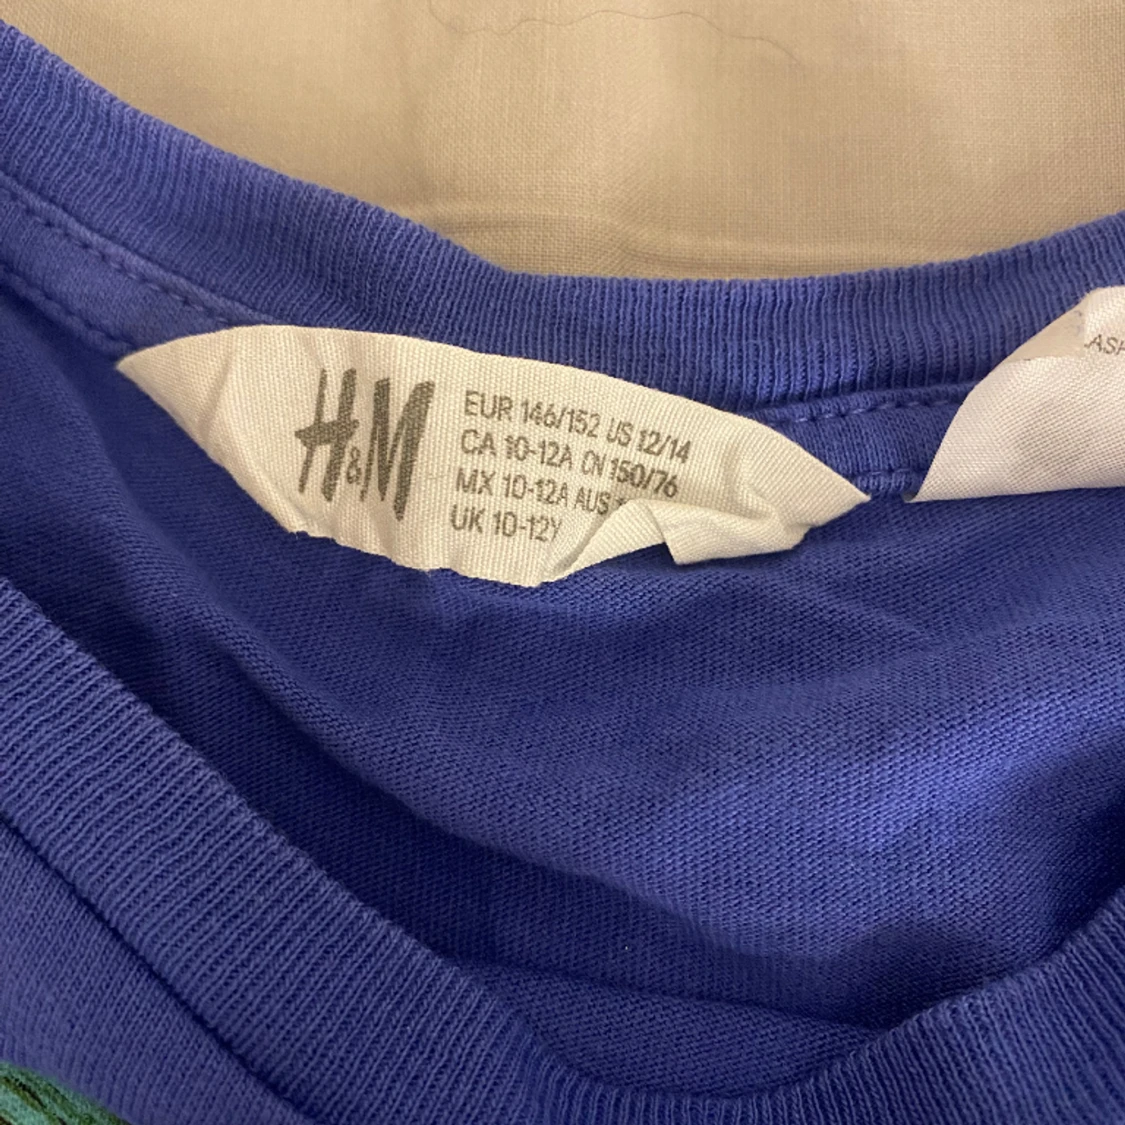 H&M
EUR 146/152 US 12/14
CA 10-12A CN 150/76
MX 10-12A AUS
UK 10-12Y